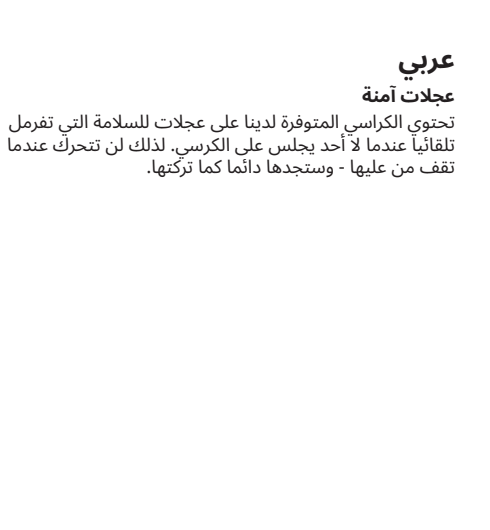 عربي
عجلات آمنة
تحتوي الكراسي المتوفرة لدينا على عجلات للسلامة التي تفرمل
تلقائياً عندما لا أحد يجلس على الكرسي. لذلك لن تتحرك عندما
تقف من عليها - وستجدها دائما كما تركتها.